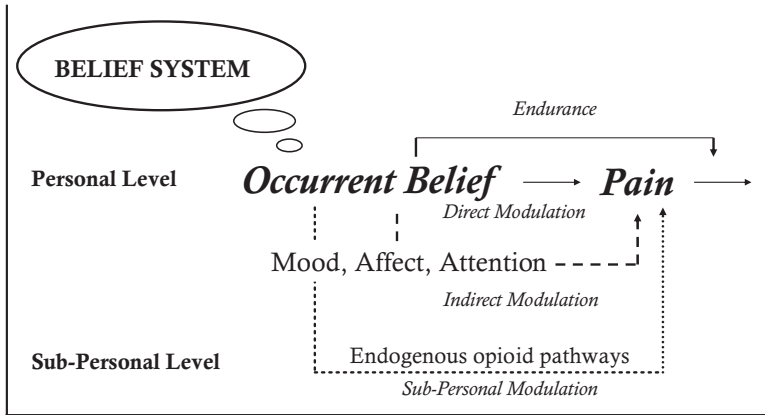 BELIEF SYSTEM
Endurance
Personal Level
Occurrent Belief
Pain
Direct Modulation
Mood, Affect, Attention
Indirect Modulation
Sub-Personal Level
Endogenous opioid pathways
Sub-Personal Modulation